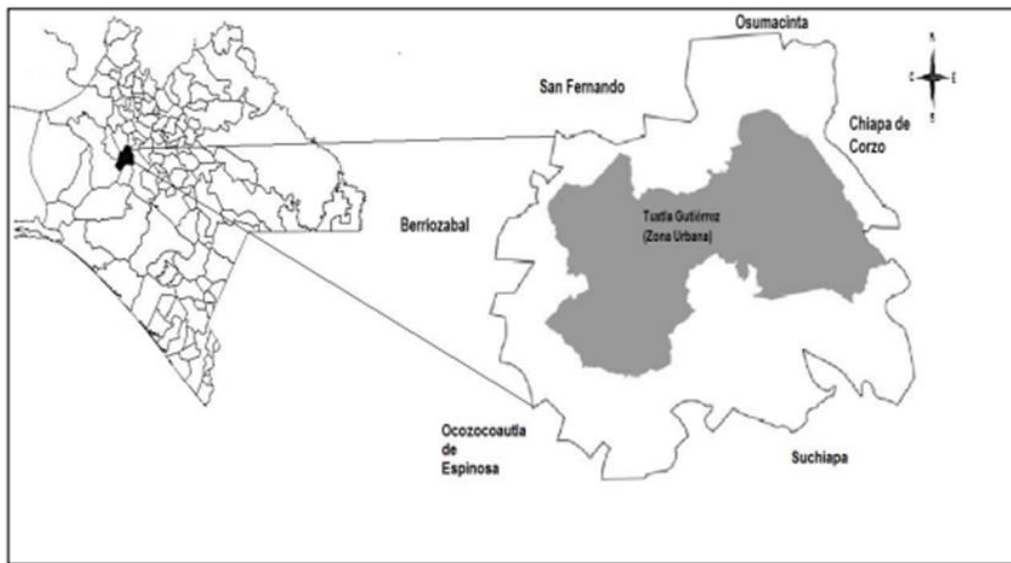 Osumacinta
San Fernando
Chiapa de
Corzo
Berriozabal
Tuxtla Gutiérrez
(Zona Urbana)
Ocozocoautla
de
Espinosa
Suchiapa
N
E
S